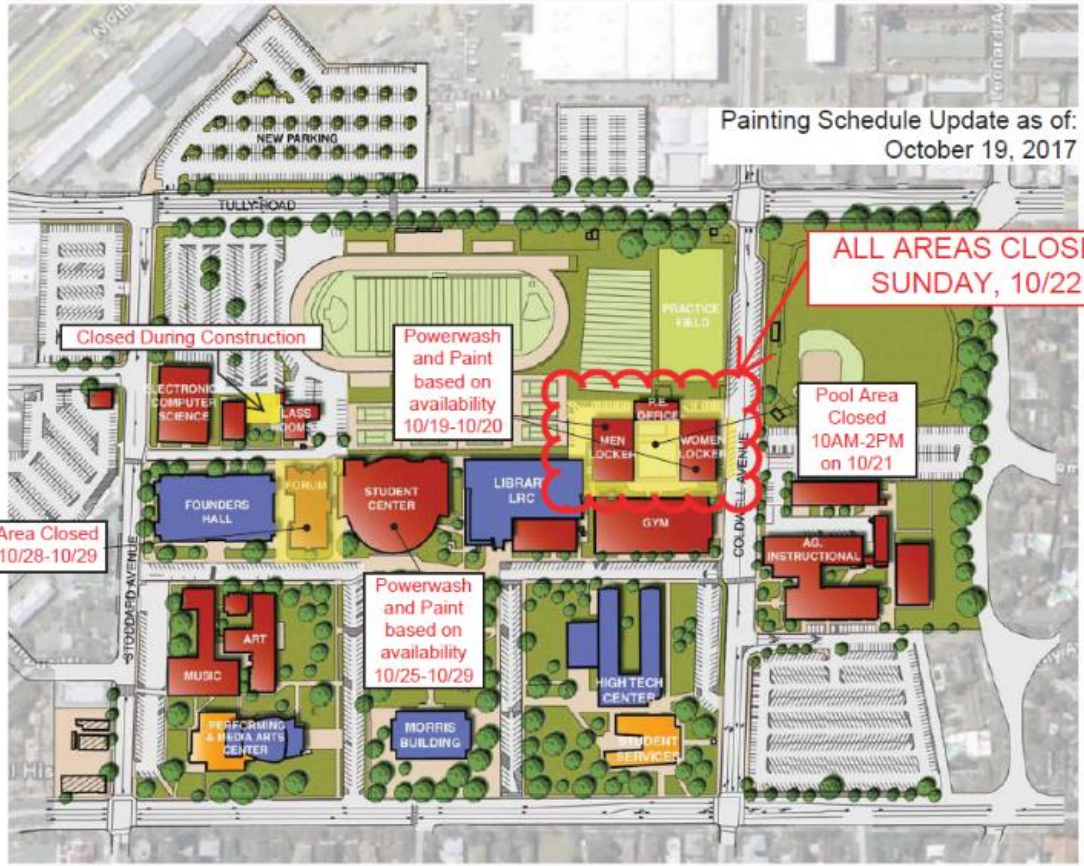 Painting Schedule Update as of:
October 19, 2017
NEW PARKING
TULLY ROAD
ALL AREAS CLOSE
SUNDAY, 10/22
PRACTICE
FIELD
Closed During Construction
Powerwash
and Paint
based on
availability
10/19-10/20
ELECTRONICS
COMPUTER
SCIENCE
LASS
ROOMS
P.E.
OFFICE
MEN
LOCKER
WOMEN
LOCKER
Pool Area
Closed
10AM-2PM
on 10/21
COLDWELL AVENUE
FOUNDERS
HALL
FORUM
STUDENT
CENTER
LIBRARY
LRC
GYM
AG.
INSTRUCTIONAL
Area Closed
10/28-10/29
STODDARD AVENUE
Powerwash
and Paint
based on
availability
10/25-10/29
ART
MUSIC
HIGH TECH
CENTER
PERFORMING
& MEDIA ARTS
CENTER
MORRIS
BUILDING
STUDENT
SERVICES